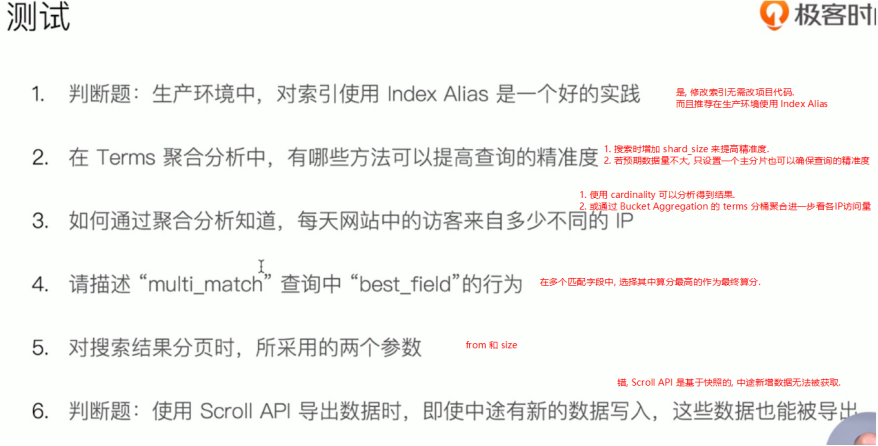 测试
极客时
1. 判断题：生产环境中，对索引使用 Index Alias 是一个好的实践
是, 修改索引无需改项目代码.
而且推荐在生产环境使用 Index Alias
2. 在 Terms 聚合分析中，有哪些方法可以提高查询的精准度
1. 搜索时增加 shard_size 来提高精准度.
2. 若预期数据量不大, 只设置一个主分片也可以确保查询的精准度
1. 使用 cardinality 可以分析得到结果.
2. 或通过 Bucket Aggregation 的 terms 分桶聚合进一步看各IP访问量
3. 如何通过聚合分析知道，每天网站中的访客来自多少不同的 IP
4. 请描述 “multi_match” 查询中 “best_field”的行为
在多个匹配字段中, 选择其中算分最高的作为最终算分.
5. 对搜索结果分页时，所采用的两个参数
from 和 size
辑, Scroll API 是基于快照的, 中途新增数据无法被获取.
6. 判断题：使用 Scroll API 导出数据时，即使中途有新的数据写入，这些数据也能被导出